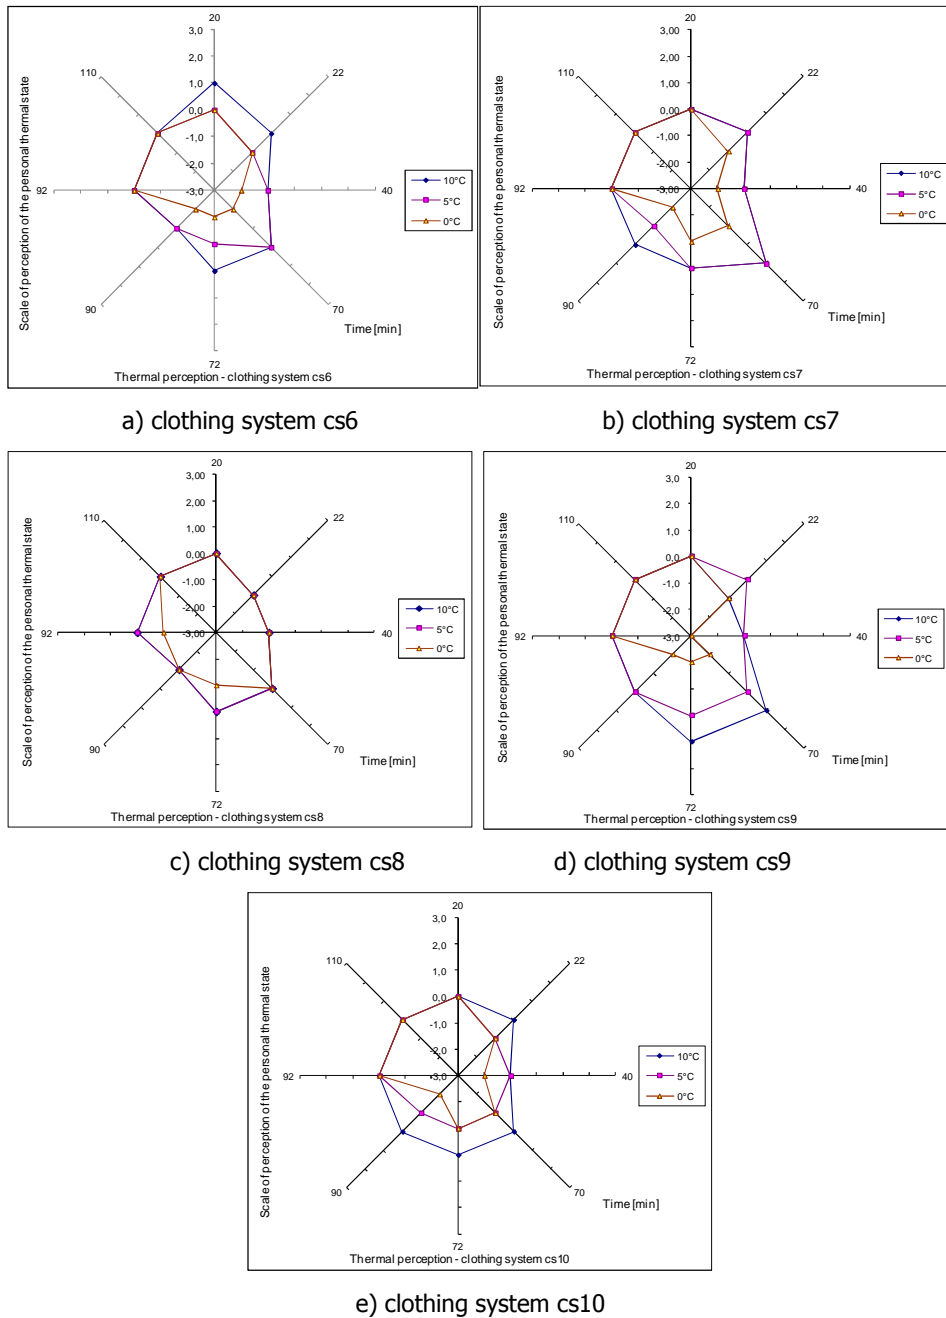 20
3,0
2,0
1,0
0,0
-1,0
-2,0
-3,0
22
40
70
72
90
92
110
Scale of perception of the personal thermal state
10°C
5°C
0°C
Time [min]
Thermal perception - clothing system cs6
20
3,00
2,00
1,00
0,00
-1,00
-2,00
-3,00
22
40
70
72
90
92
110
Scale of perception of the personal thermal state
10°C
5°C
0°C
Time [min]
Thermal perception - clothing system cs7
a) clothing system cs6
b) clothing system cs7
20
3,00
2,00
1,00
0,00
-1,00
-2,00
-3,00
22
40
70
72
90
92
110
Scale of perception of the personal thermal state
10°C
5°C
0°C
Time [min]
Thermal perception - clothing system cs8
20
3,0
2,0
1,0
0,0
-1,0
-2,0
-3,0
22
40
70
72
90
92
110
Scale of perception of the personal thermal state
10°C
5°C
0°C
Time [min]
Thermal perception - clothing system cs9
c) clothing system cs8
d) clothing system cs9
20
3,0
2,0
1,0
0,0
-1,0
-2,0
-3,0
22
40
70
72
90
92
110
Scale of perception of the personal thermal state
10°C
5°C
0°C
Time [min]
Thermal perception - clothing system cs10
e) clothing system cs10